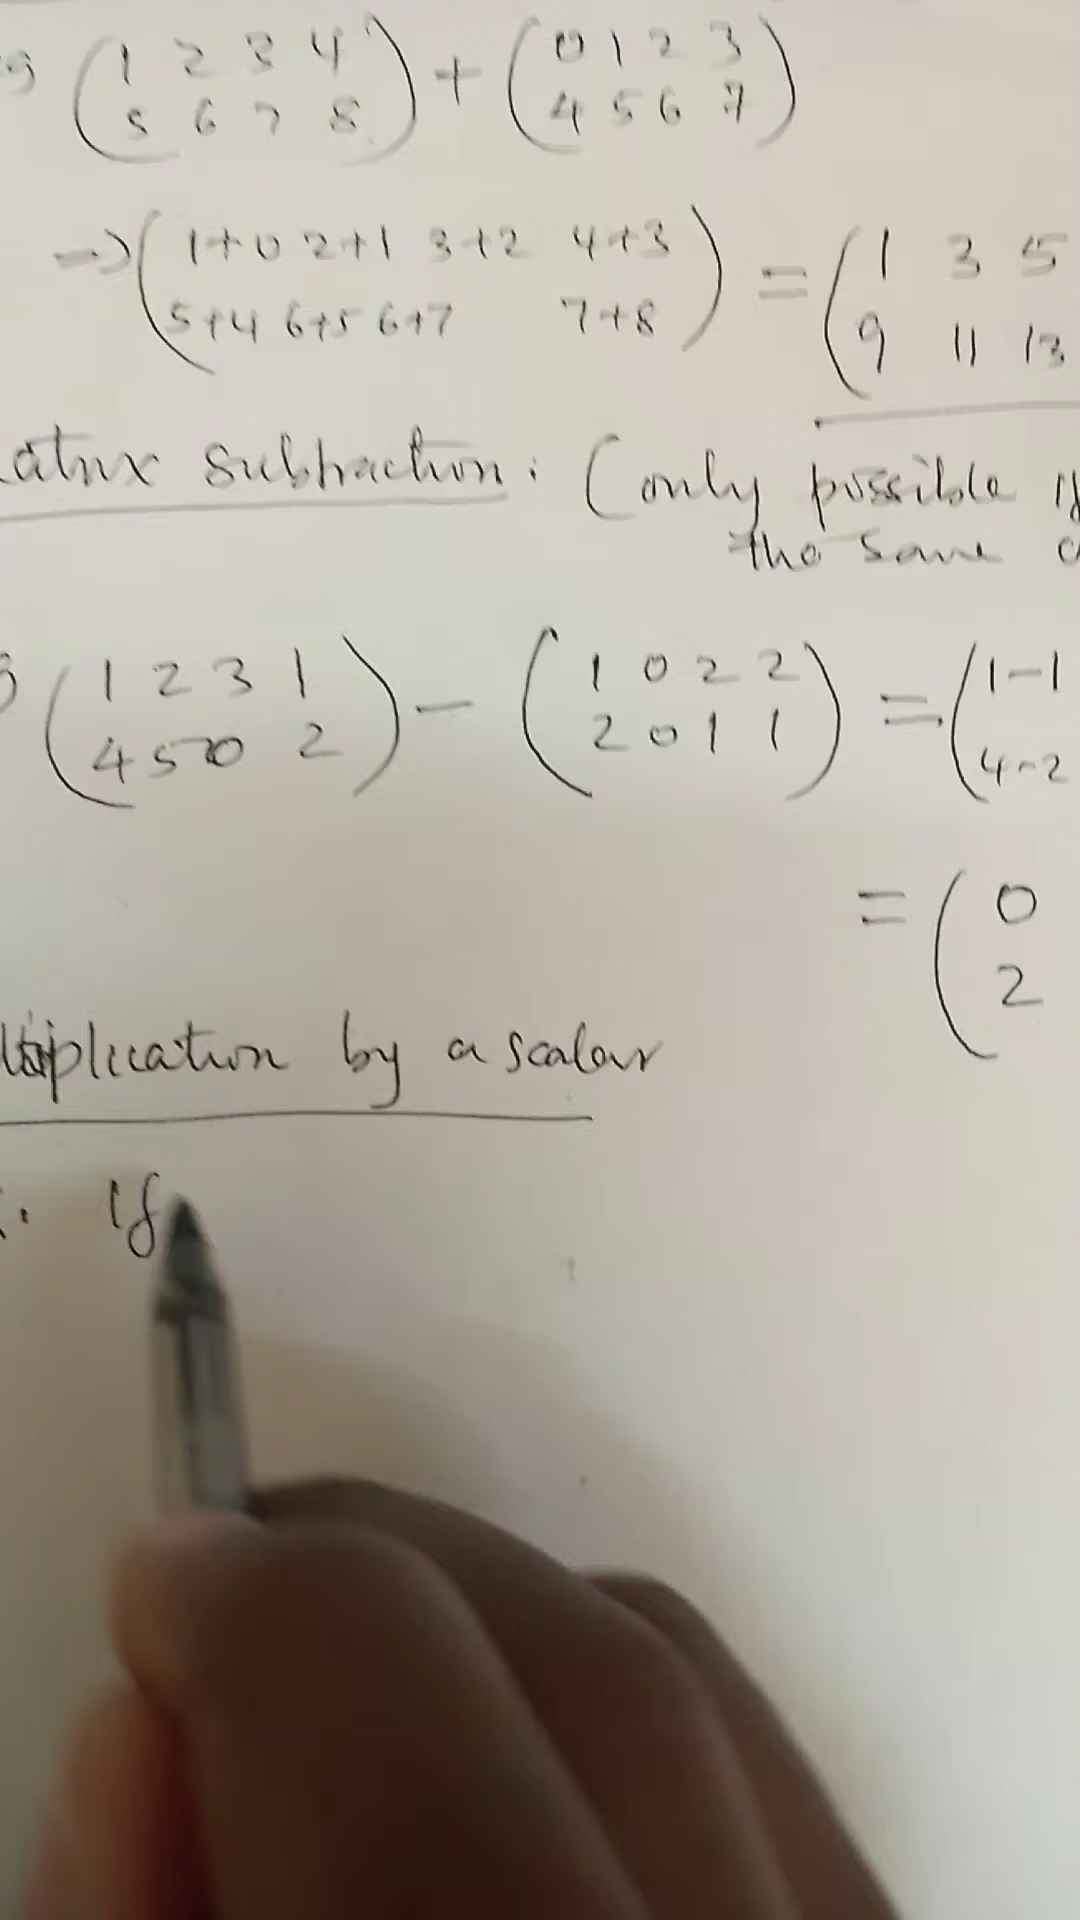 g (1 2 3 4) + (0 1 2 3)
(5 6 7 8) (4 5 6 7)
→ (1+0 2+1 3+2 4+3) = (1 3 5
(5+4 6+5 6+7 7+8) (9 11 13
atrix subtraction: (only possible if
the same
g (1 2 3 1) - (1 0 2 2) = (1-1
(4 5 0 2) (2 0 1 1) (4-2
= (0
(2
ltiplication by a scalar
: If